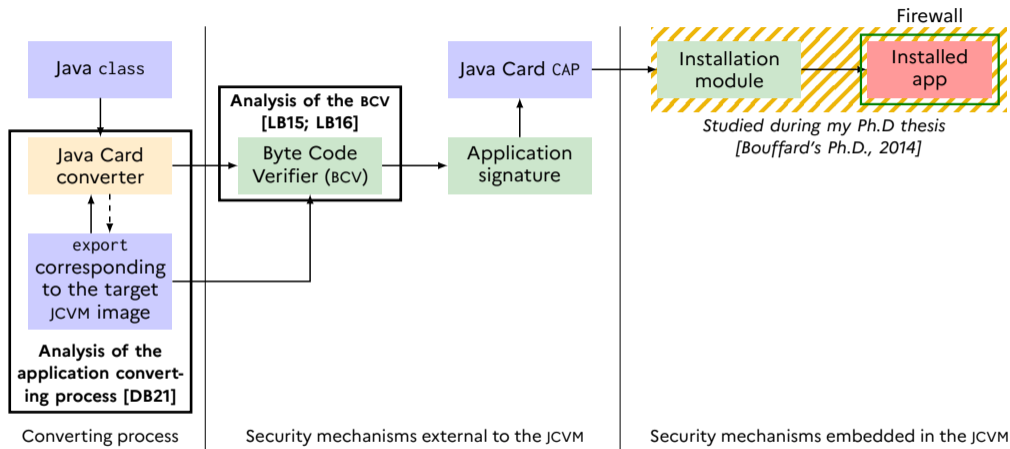 Java class
Java Card
converter
export
corresponding
to the target
JCVM image
Analysis of the
application convert-
ing process [DB21]
Converting process
Analysis of the BCV
[LB15; LB16]
Byte Code
Verifier (BCV)
Java Card CAP
Application
signature
Security mechanisms external to the JCVM
Firewall
Installation
module
Installed
app
Studied during my Ph.D thesis
[Bouffard's Ph.D., 2014]
Security mechanisms embedded in the JCVM